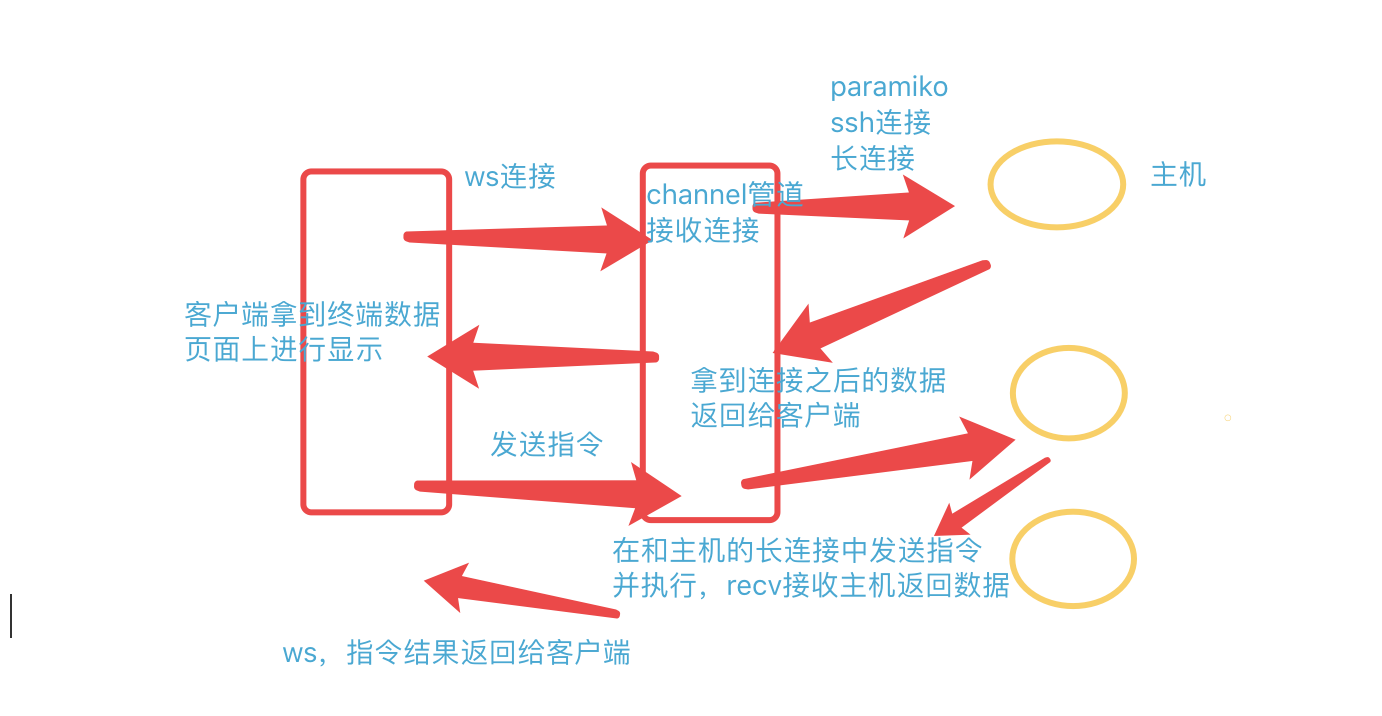 paramiko
ssh连接
长连接
主机
ws连接
channel管道
接收连接
客户端拿到终端数据
页面上进行显示
拿到连接之后的数据
返回给客户端
发送指令
在和主机的长连接中发送指令
并执行，recv接收主机返回数据
ws，指令结果返回给客户端